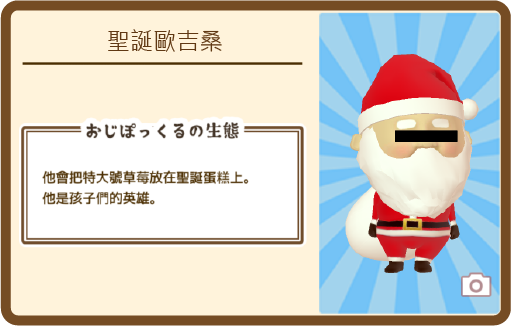 聖誕歐吉桑
おじぽっくるの生態
他會把特大號草莓放在聖誕蛋糕上。
他是孩子們的英雄。